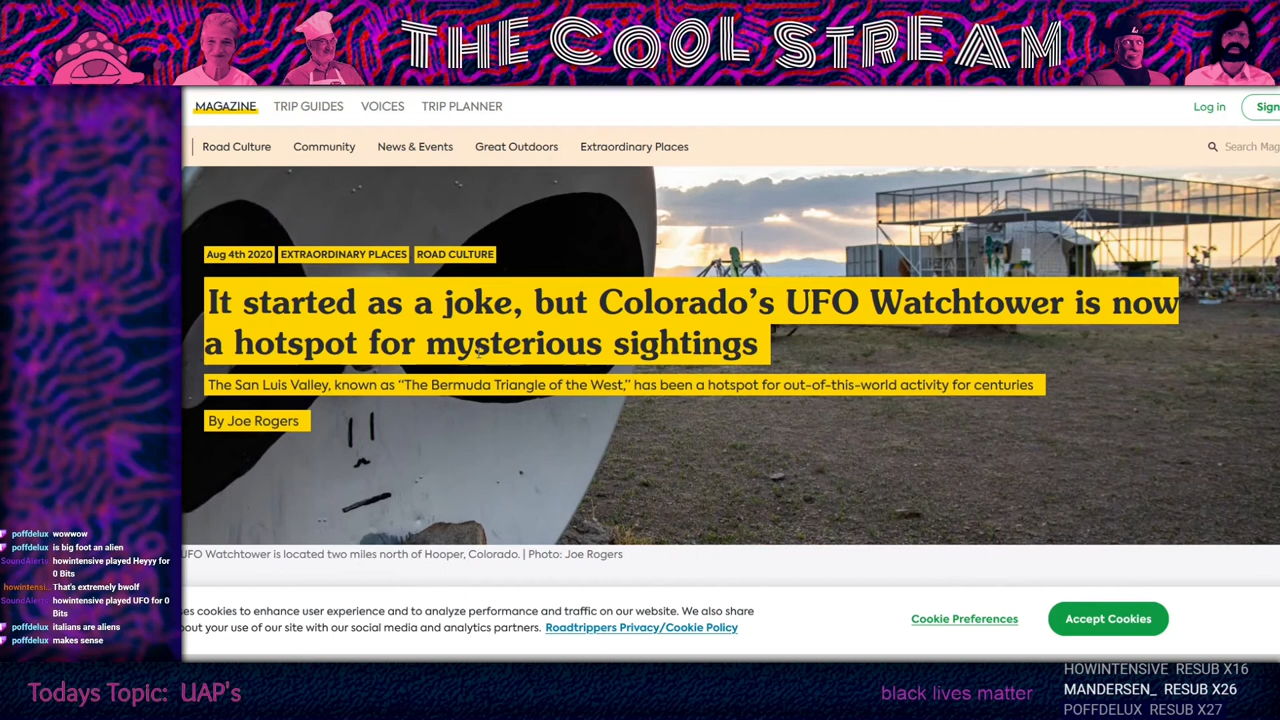 THE COOL STREAM
MAGAZINE TRIP GUIDES VOICES TRIP PLANNER
Log in Sign
Road Culture Community News & Events Great Outdoors Extraordinary Places
Search Mag
Aug 4th 2020 EXTRAORDINARY PLACES ROAD CULTURE
It started as a joke, but Colorado’s UFO Watchtower is now
a hotspot for mysterious sightings
The San Luis Valley, known as “The Bermuda Triangle of the West,” has been a hotspot for out-of-this-world activity for centuries
By Joe Rogers
UFO Watchtower is located two miles north of Hooper, Colorado. | Photo: Joe Rogers
es cookies to enhance user experience and to analyze performance and traffic on our website. We also share
out your use of our site with our social media and analytics partners. Roadtrippers Privacy/Cookie Policy
Cookie Preferences Accept Cookies
poffdelux wowwow
poffdelux is big foot an alien
SoundAlerts howintensive played Heyyy for
0 Bits
howintensi.. That's extremely bwolf
SoundAlerts howintensive played UFO for 0
Bits
poffdelux italians are aliens
poffdelux makes sense
Todays Topic: UAP's
black lives matter
HOWINTENSIVE RESUB X16
MANDERSEN_ RESUB X26
POFFDELUX RESUB X27